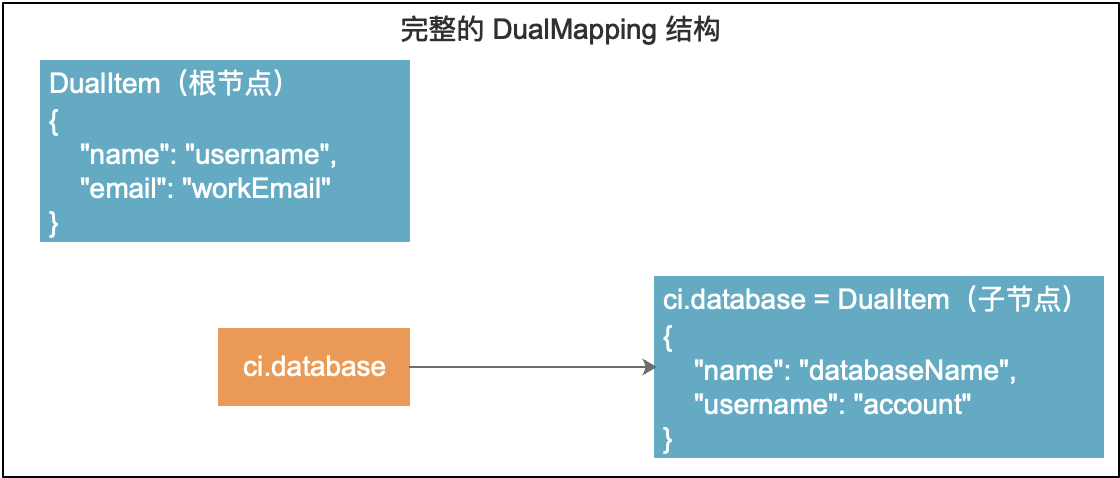 完整的 DualMapping 结构
DualItem（根节点）
{
"name": "username",
"email": "workEmail"
}
ci.database
ci.database = DualItem（子节点）
{
"name": "databaseName",
"username": "account"
}